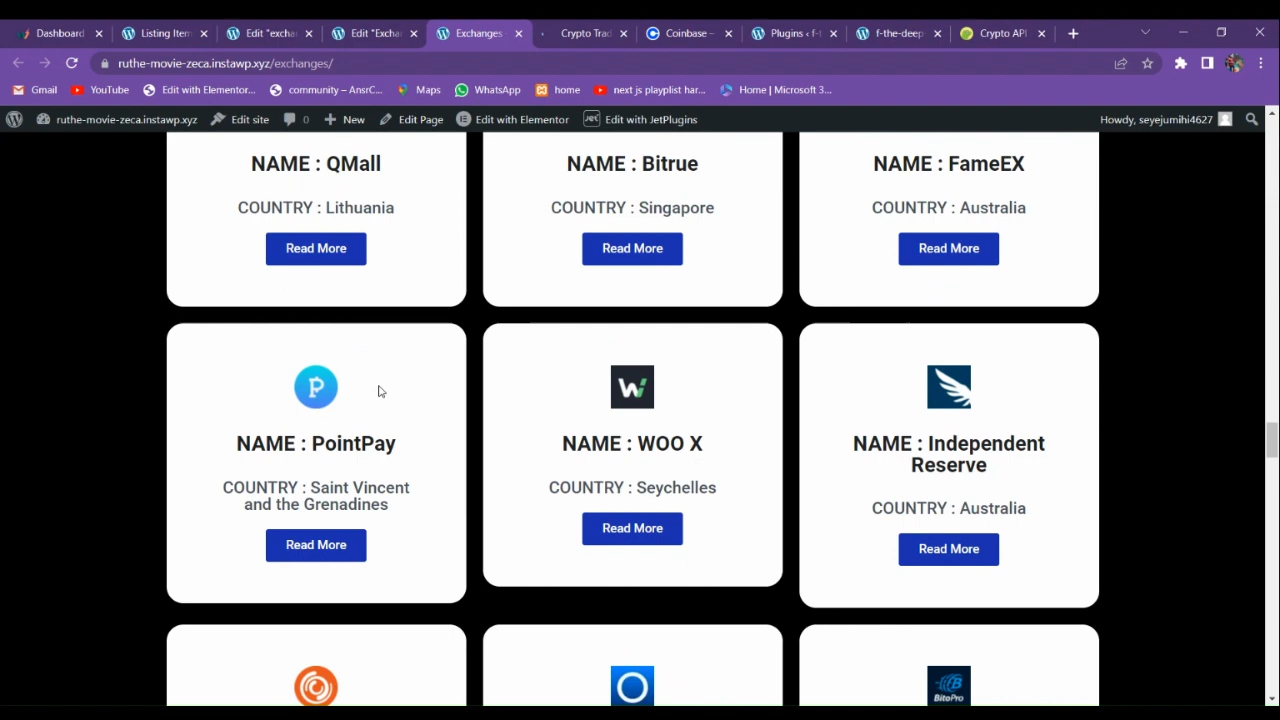 Dashboard
Listing Item
Edit "excha
Edit "Excha
Exchanges -
Crypto Trad
Coinbase –
Plugins ‹ f-t
f-the-deep-
Crypto API
ruthe-movie-zeca.instawp.xyz/exchanges/
Gmail
YouTube
Edit with Elementor...
community – AnsrC...
Maps
WhatsApp
home
next js playlist har...
Home | Microsoft 3...
ruthe-movie-zeca.instawp.xyz
Edit site
0
New
Edit Page
Edit with Elementor
JET
Edit with JetPlugins
Howdy, seyejumihi4627
NAME : QMall
COUNTRY : Lithuania
Read More
NAME : Bitrue
COUNTRY : Singapore
Read More
NAME : FameEX
COUNTRY : Australia
Read More
NAME : PointPay
COUNTRY : Saint Vincent
and the Grenadines
Read More
NAME : WOO X
COUNTRY : Seychelles
Read More
NAME : Independent
Reserve
COUNTRY : Australia
Read More
BitoPro